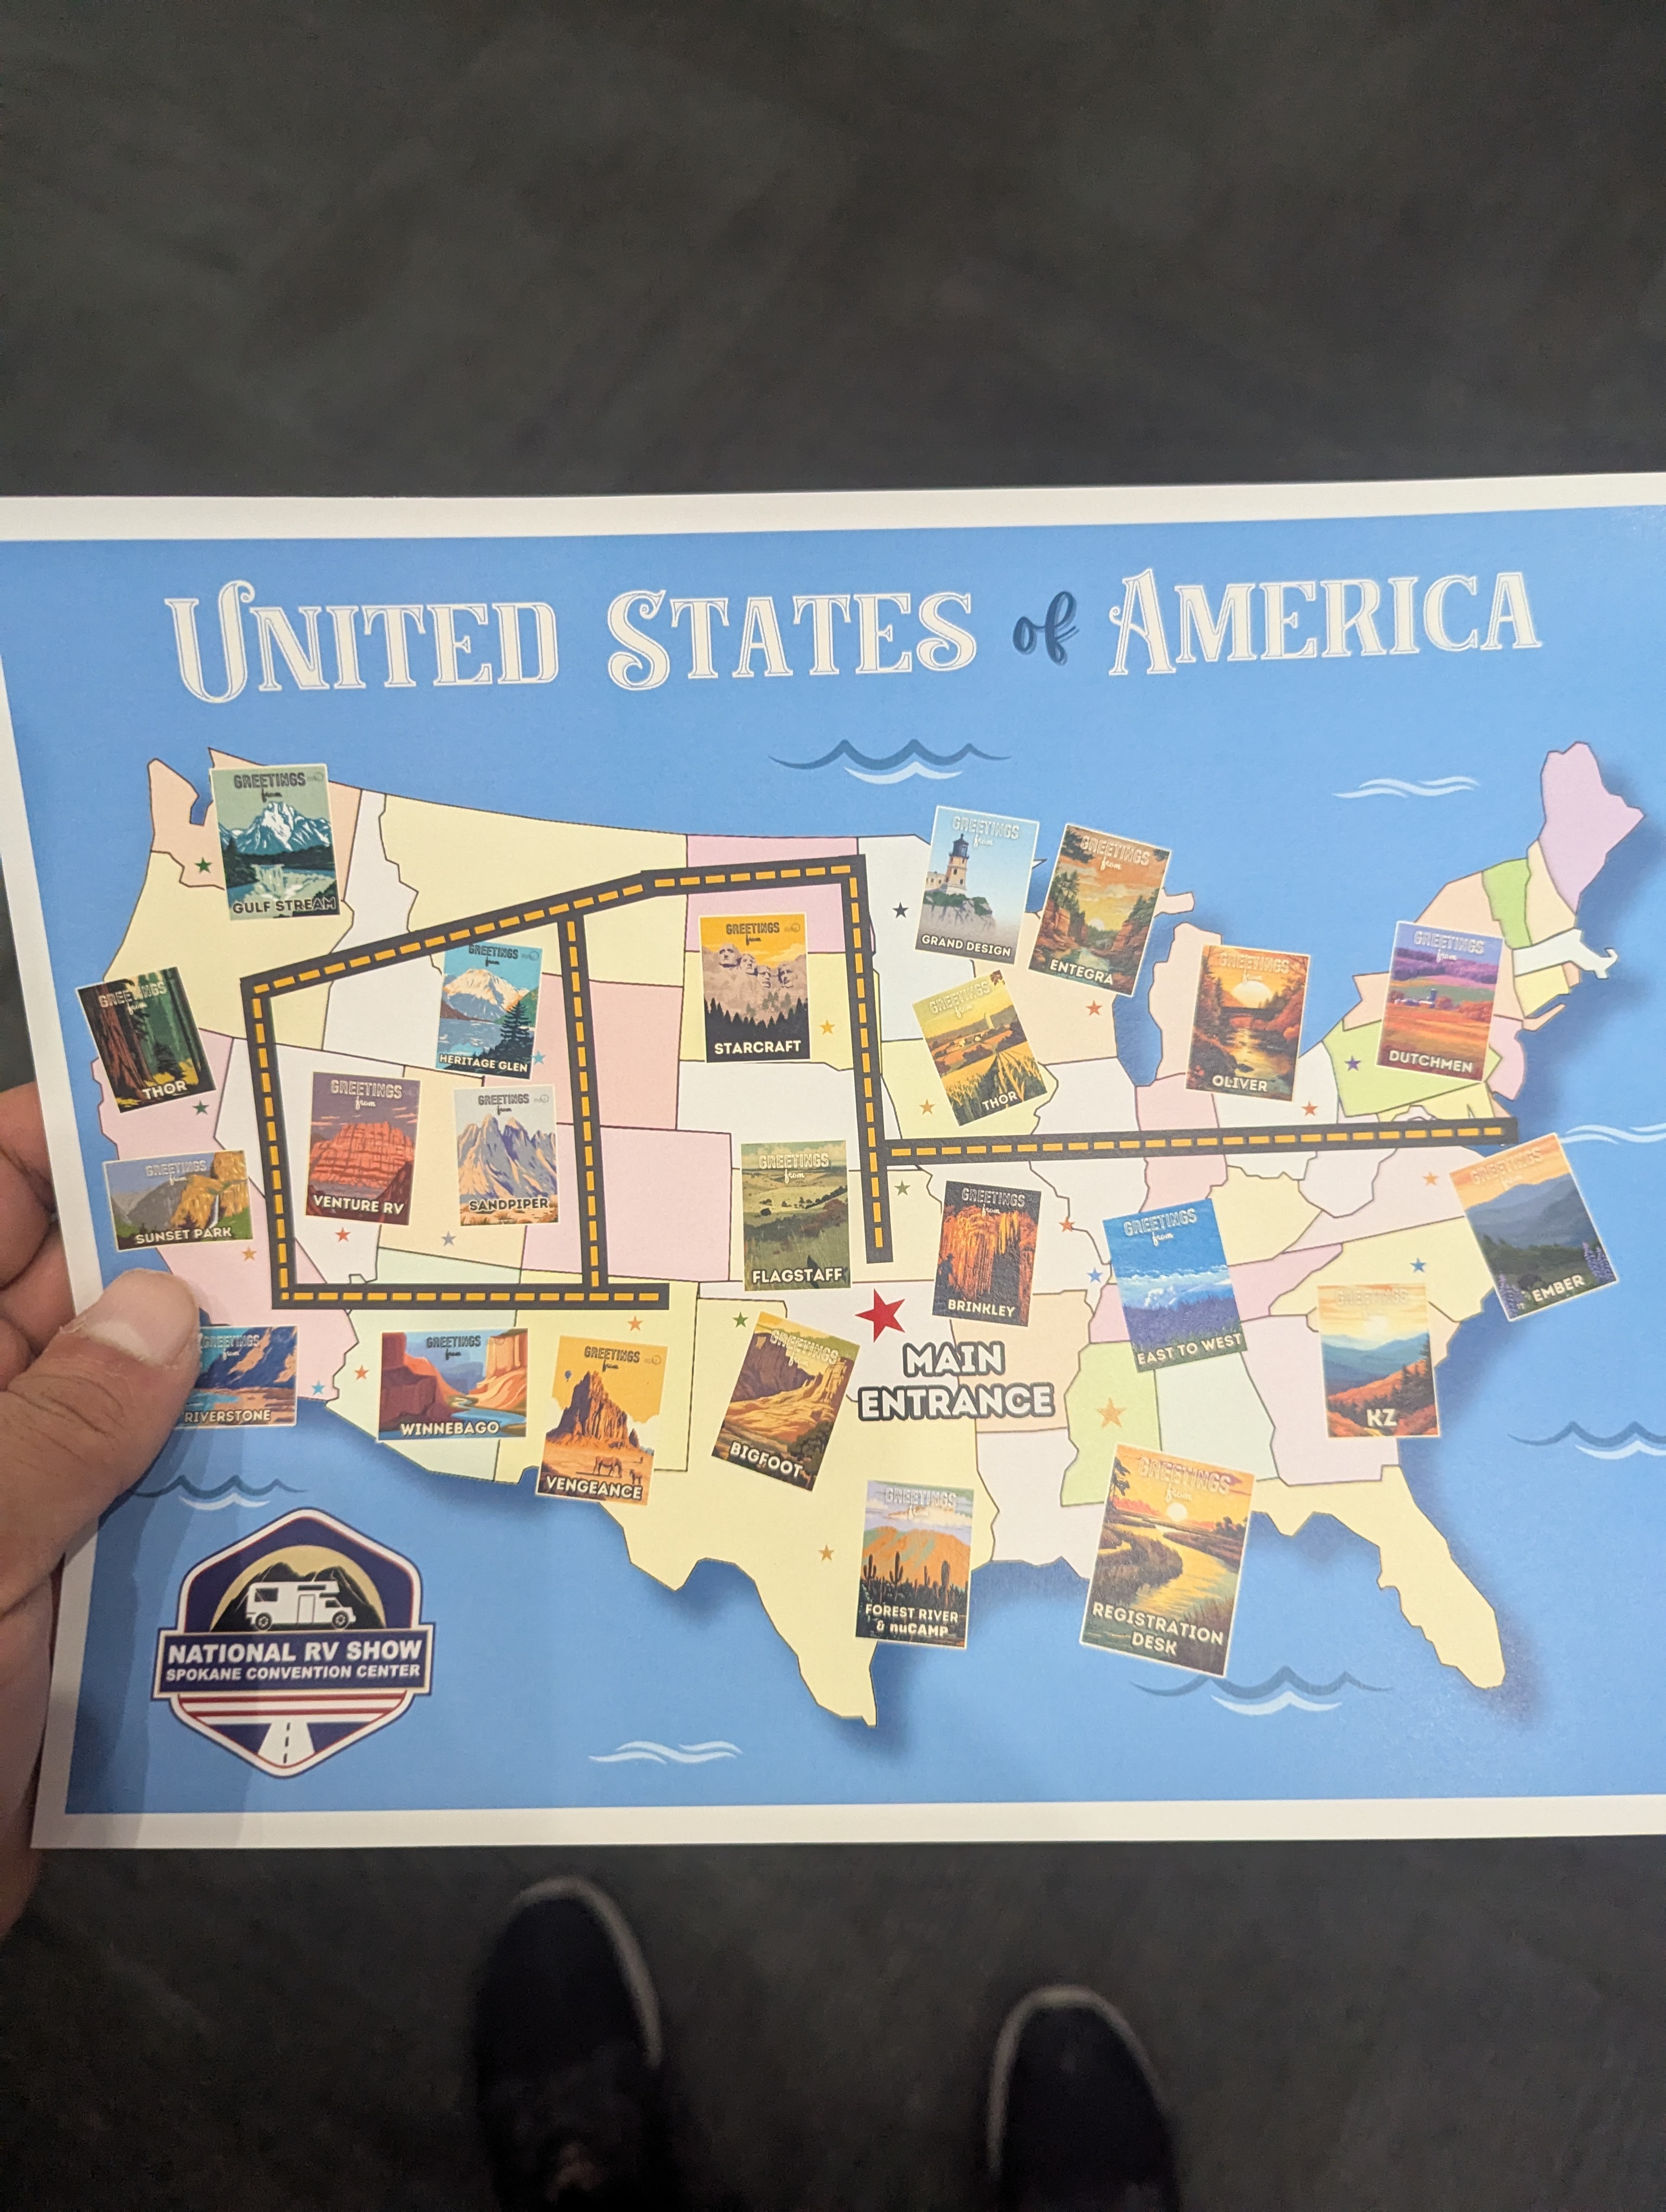 UNITED STATES of AMERICA
GREETINGS
from
GULF STREAM
GREETINGS
from
GRAND DESIGN
GREETINGS
from
ENTEGRA
GREETINGS
from
HERITAGE GLEN
GREETINGS
from
STARCRAFT
GREETINGS
from
THOR
GREETINGS
from
OLIVER
GREETINGS
from
DUTCHMEN
GREETINGS
from
THOR
GREETINGS
from
VENTURE RV
GREETINGS
from
SANDPIPER
GREETINGS
from
SUNSET PARK
GREETINGS
from
FLAGSTAFF
GREETINGS
from
BRINKLEY
GREETINGS
from
EAST TO WEST
GREETINGS
from
EMBER
GREETINGS
from
RIVERSTONE
GREETINGS
from
WINNEBAGO
GREETINGS
from
VENGEANCE
GREETINGS
from
BIGFOOT
MAIN
ENTRANCE
GREETINGS
from
KZ
GREETINGS
from
FOREST RIVER
& nuCAMP
GREETINGS
from
REGISTRATION
DESK
NATIONAL RV SHOW
SPOKANE CONVENTION CENTER